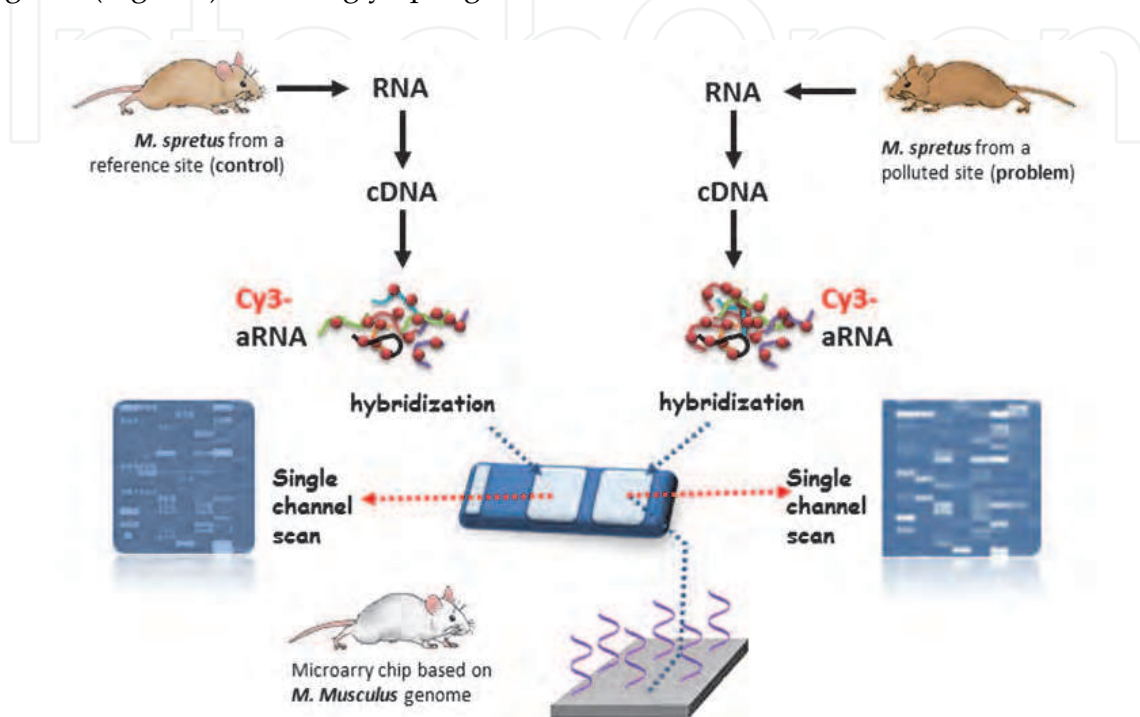 RNA
RNA
M. spretus from a
reference site (control)
M. spretus from a
polluted site (problem)
cDNA
cDNA
Cy3-
aRNA
Cy3-
aRNA
hybridization
hybridization
Single
channel
scan
Single
channel
scan
Microarry chip based on
M. Musculus genome